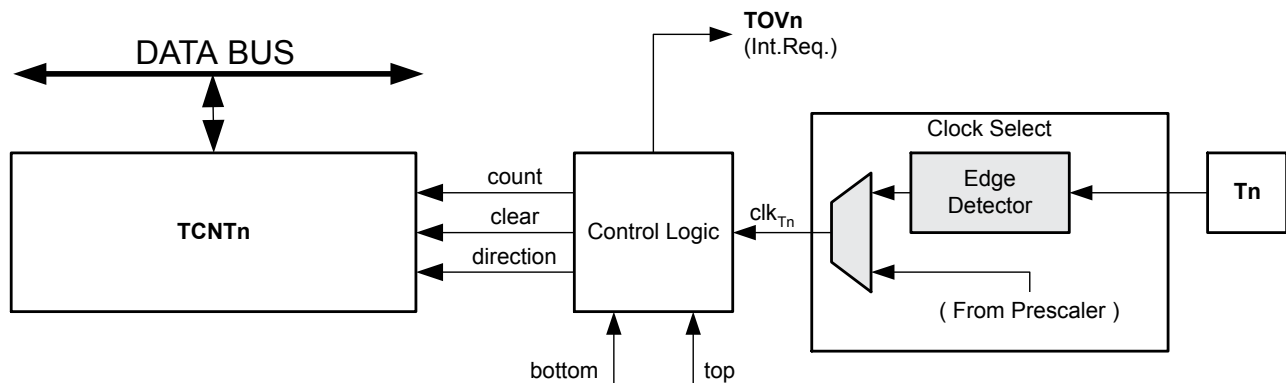 TOVn
(Int.Req.)
DATA BUS
Clock Select
count
Edge
Detector
Tn
TCNTn
clear
Control Logic
clkTn
direction
( From Prescaler )
bottom
top